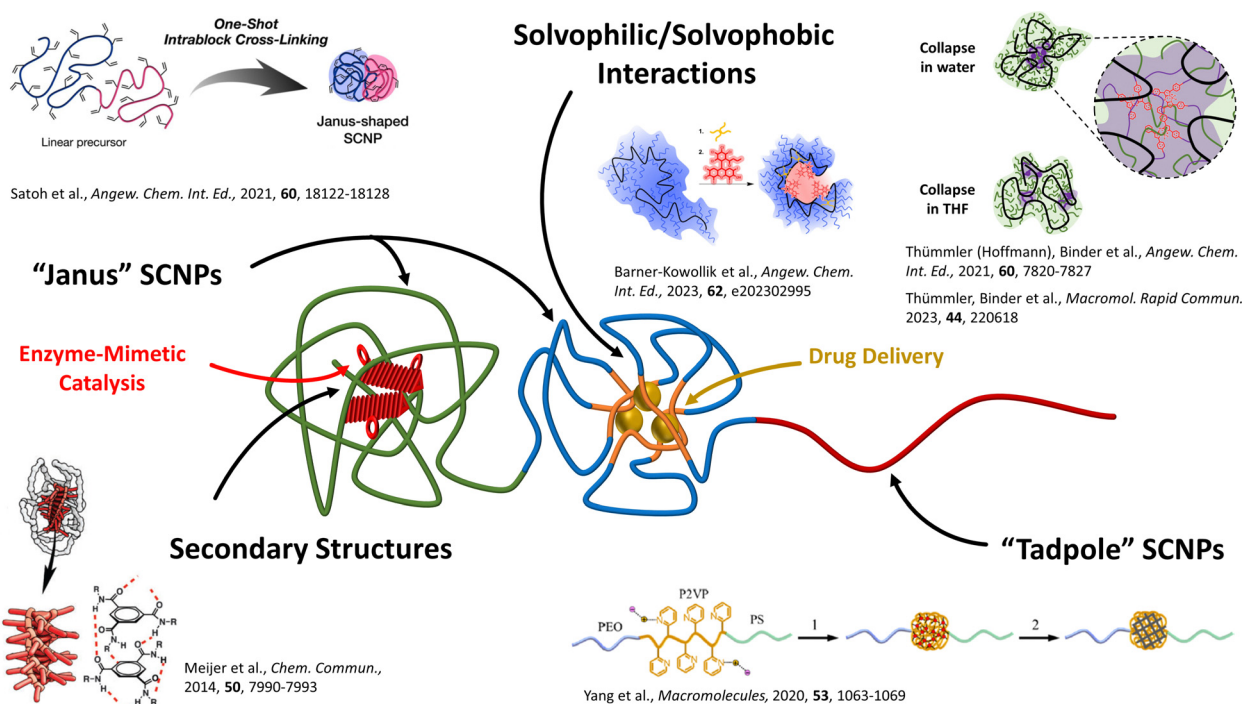 One-Shot
Intrablock Cross-Linking
Linear precursor
Janus-shaped
SCNP
Satoh et al., Angew. Chem. Int. Ed., 2021, 60, 18122-18128
Solvophilic/Solvophobic
Interactions
1.
2.
Barner-Kowollik et al., Angew. Chem.
Int. Ed., 2023, 62, e202302995
Collapse
in water
Collapse
in THF
Thümmler (Hoffmann), Binder et al., Angew. Chem.
Int. Ed., 2021, 60, 7820-7827
Thümmler, Binder et al., Macromol. Rapid Commun.
2023, 44, 220618
“Janus” SCNPs
Enzyme-Mimetic
Catalysis
Drug Delivery
Secondary Structures
“Tadpole” SCNPs
R
N
H
O
O
N-R
H
O
N
H
R
R
N
H
O
O
N-R
H
R-N
H
O
Meijer et al., Chem. Commun.,
2014, 50, 7990-7993
PEO
P2VP
PS
N
N
N
N
N
N
1
2
Yang et al., Macromolecules, 2020, 53, 1063-1069